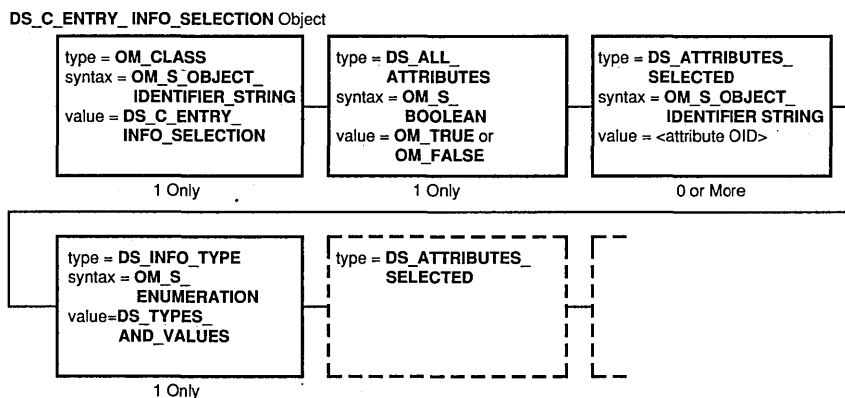 DS_C_ENTRY_ INFO_SELECTION Object
type = OM_CLASS
syntax = OM_S_OBJECT_
IDENTIFIER_STRING
value = DS_C_ENTRY_
INFO_SELECTION
1 Only
type = DS_ALL_
ATTRIBUTES
syntax = OM_S_
BOOLEAN
value = OM_TRUE or
OM_FALSE
1 Only
type = DS_ATTRIBUTES_
SELECTED
syntax = OM_S_OBJECT_
IDENTIFIER STRING
value = <attribute OID>
0 or More
type = DS_INFO_TYPE
syntax = OM_S_
ENUMERATION
value=DS_TYPES_
AND_VALUES
1 Only
type = DS_ATTRIBUTES_
SELECTED